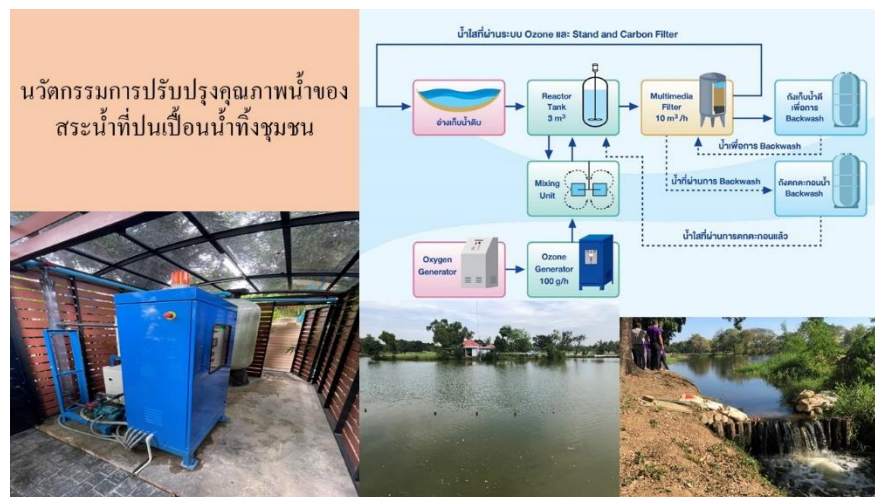 นวัตกรรมการปรับปรุงคุณภาพน้ำของ
สระน้ำที่ปนเปื้อนน้ำทิ้งชุมชน
น้ำใสที่ผ่านระบบ Ozone และ Stand and Carbon Filter
อ่างเก็บน้ำดิบ
Reactor
Tank
3 m³
Multimedia
Filter
10 m³/h
ถังเก็บน้ำดี
เพื่อการ
Backwash
น้ำเพื่อการ Backwash
น้ำที่ผ่านการ Backwash
ถังตกตะกอนน้ำ
Backwash
Mixing
Unit
น้ำใสที่ผ่านการตกตะกอนแล้ว
Oxygen
Generator
Ozone
Generator
100 g/h